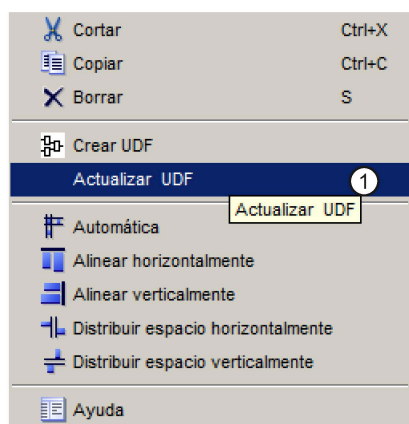 Cortar Ctrl+X
Copiar Ctrl+C
Borrar S
Crear UDF
Actualizar UDF 1
Actualizar UDF
Automática
Alinear horizontalmente
Alinear verticalmente
Distribuir espacio horizontalmente
Distribuir espacio verticalmente
Ayuda